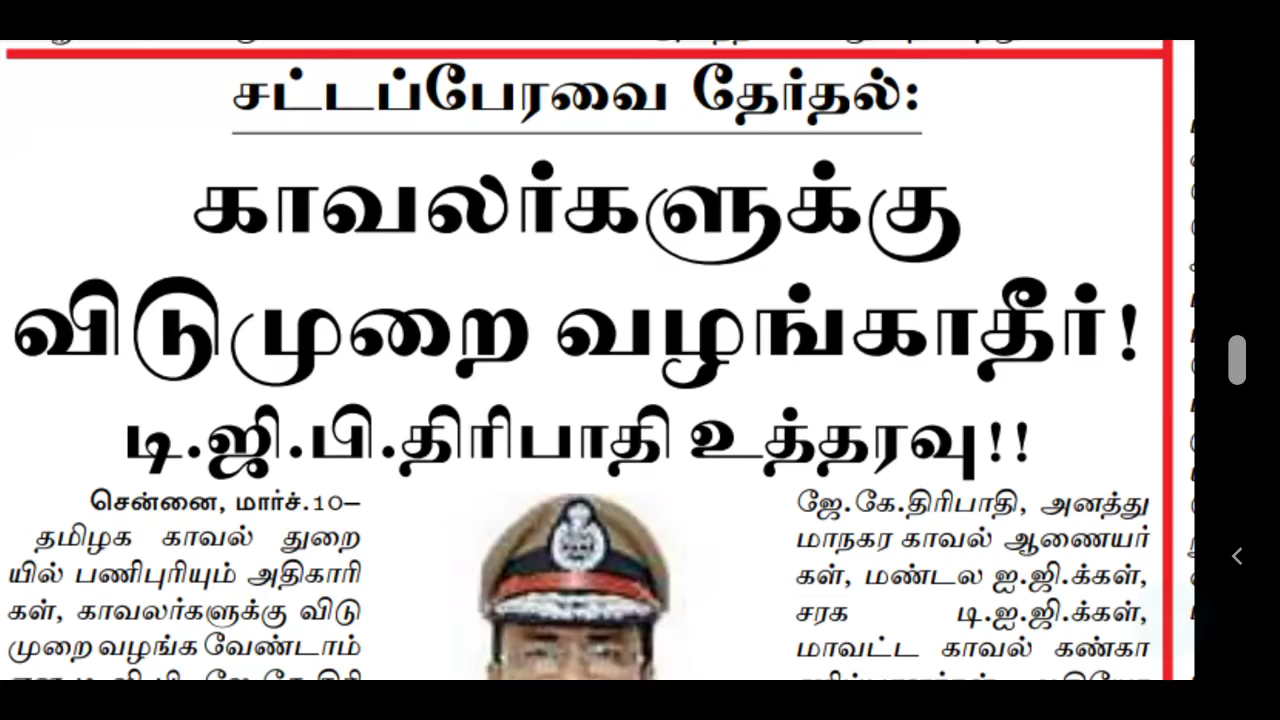 சட்டப்பேரவை தேர்தல்:
காவலர்களுக்கு
விடுமுறை வழங்காதீர்!
டி.ஜி.பி.திரிபாதி உத்தரவு!!
சென்னை, மார்ச்.10–
தமிழக காவல் துறை
யில் பணிபுரியும் அதிகாரி
கள், காவலர்களுக்கு விடு
முறை வழங்க வேண்டாம்
ஜே.கே.திரிபாதி, அனத்து
மாநகர காவல் ஆணையர்
கள், மண்டல ஐ.ஜி.க்கள்,
சரக டி.ஐ.ஜி.க்கள்,
மாவட்ட காவல் கண்கா